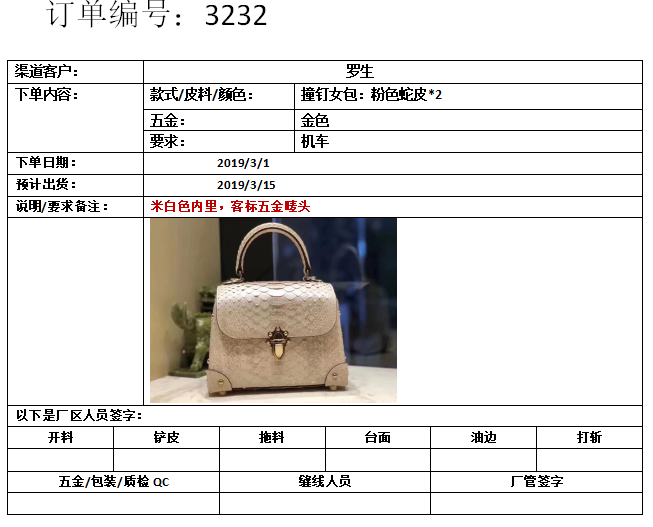 订单编号：3232
渠道客户： 罗生
下单内容： 款式/皮料/颜色： 撞钉女包：粉色蛇皮*2
五金： 金色
要求： 机车
下单日期： 2019/3/1
预计出货： 2019/3/15
说明/要求备注： 米白色内里，客标五金唛头
以下是厂区人员签字：
开料 铲皮 拖料 台面 油边 打斩
五金/包装/质检QC 缝线人员 厂管签字